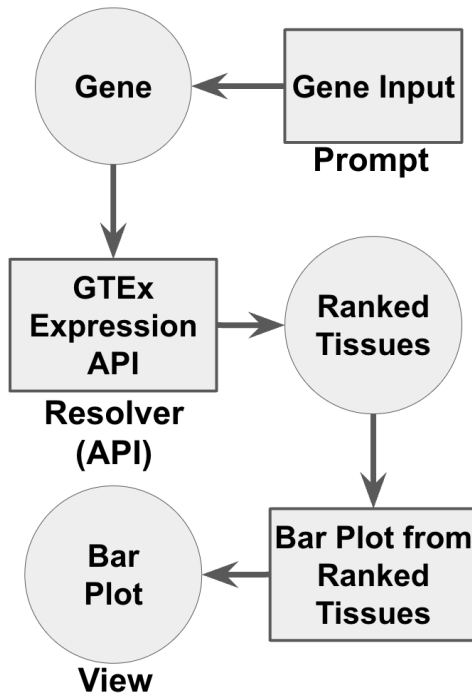 Gene
Gene Input
Prompt
GTEx
Expression
API
Resolver
(API)
Ranked
Tissues
Bar Plot from
Ranked
Tissues
Bar
Plot
View